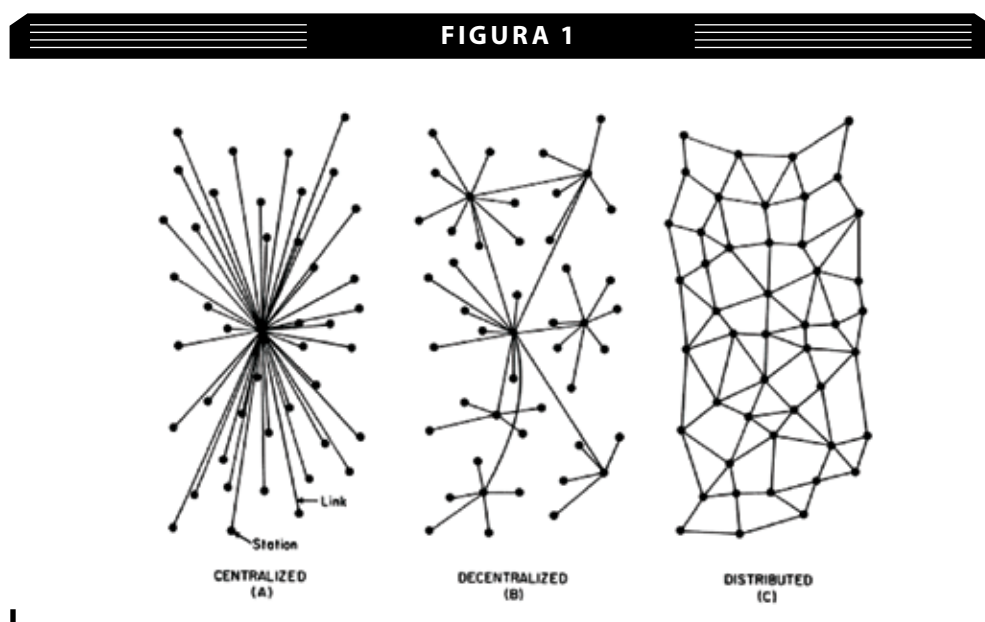 FIGURA 1
Link
Station
CENTRALIZED
(A)
DECENTRALIZED
(B)
DISTRIBUTED
(C)